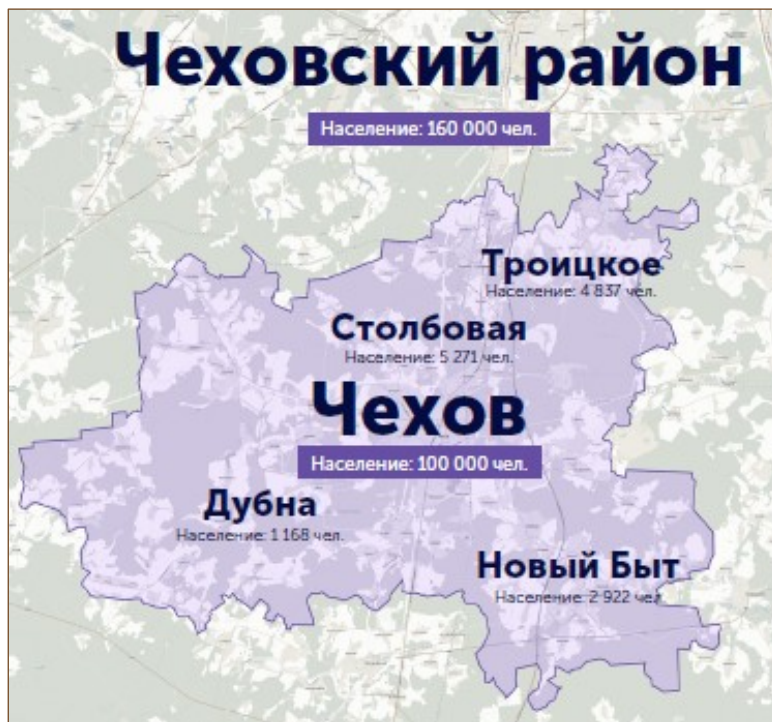 Чеховский район
Население: 160 000 чел.
Троицкое
Население: 4 837 чел.
Столбовая
Население: 5 271 чел.
Чехов
Население: 100 000 чел.
Дубна
Население: 1 168 чел.
Новый Быт
Население: 2 922 чел